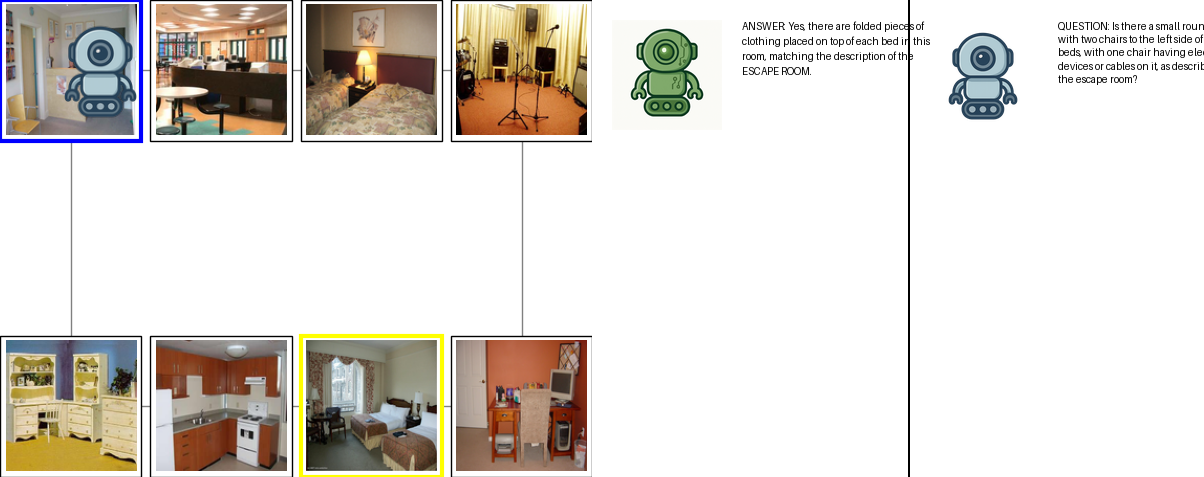 ANSWER: Yes, there are folded pieces of
clothing placed on top of each bed in this
room, matching the description of the
ESCAPE ROOM.
QUESTION: Is there a small roun
with two chairs to the left side of
beds, with one chair having elec
devices or cables on it, as describ
the escape room?